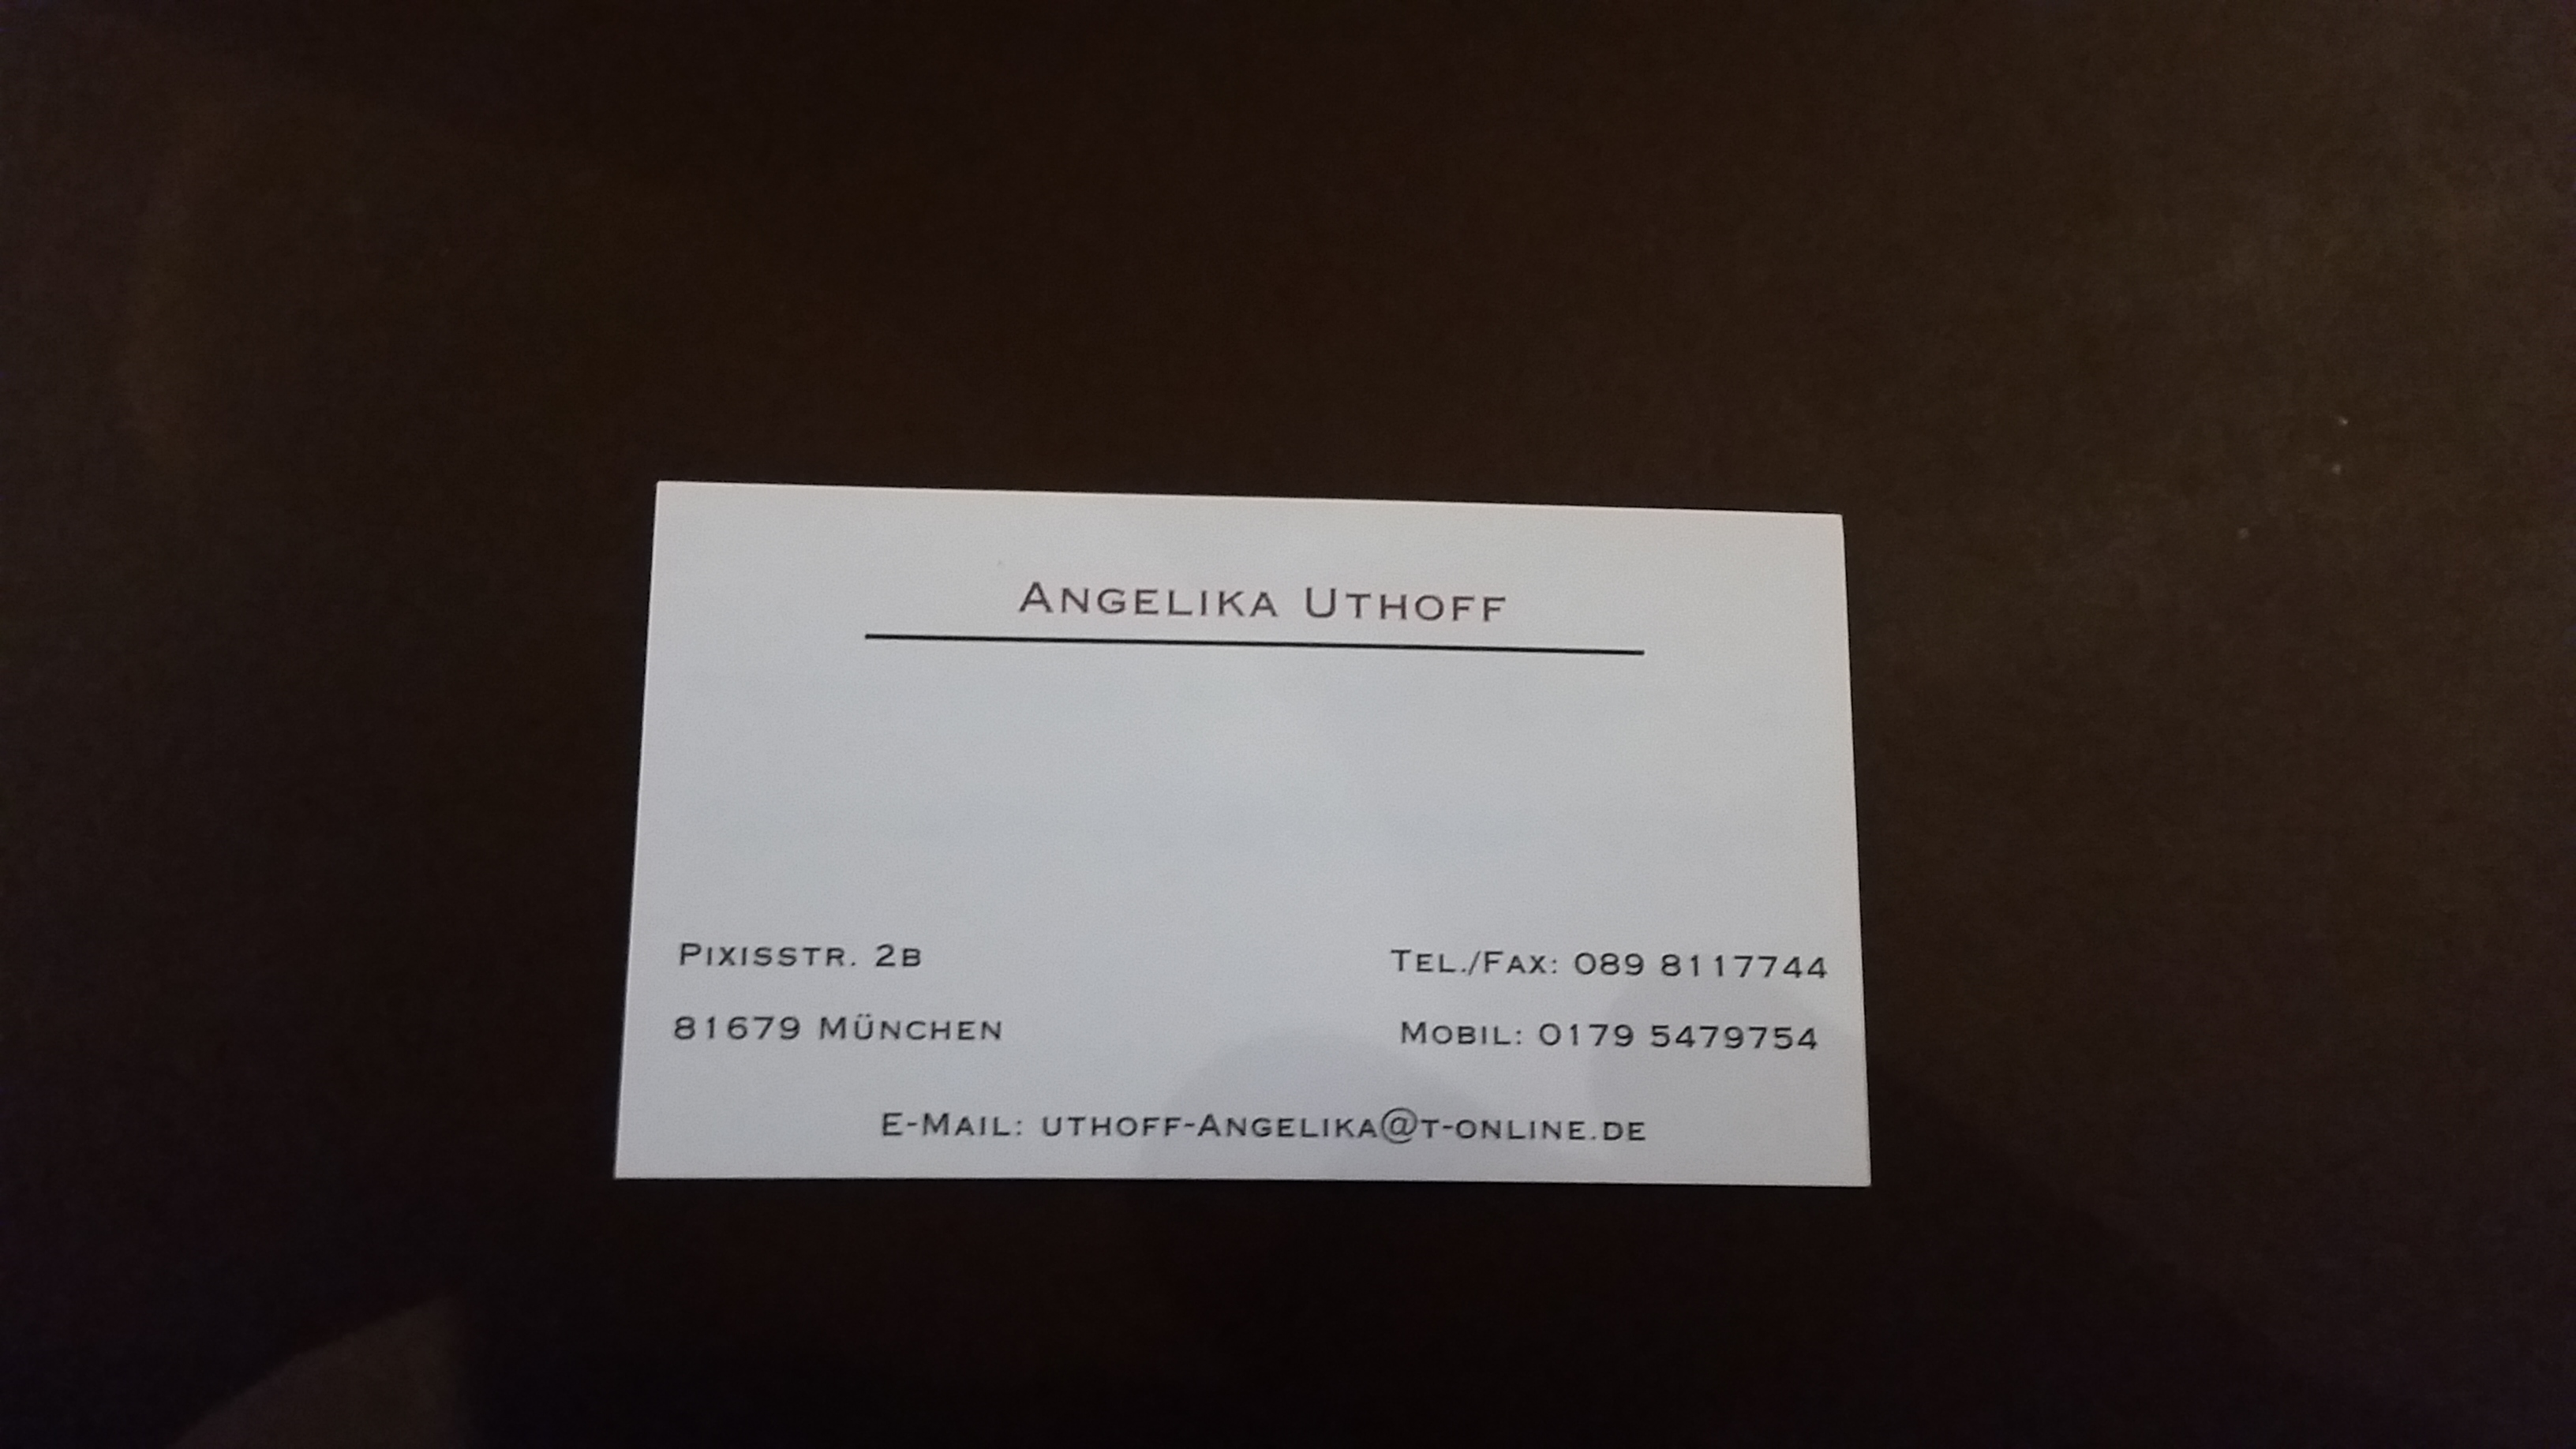 Angelika Uthoff
Pixisstr. 2b
81679 München
Tel./Fax: 089 8117744
Mobil: 0179 5479754
E-Mail: uthoff-Angelika@t-online.de